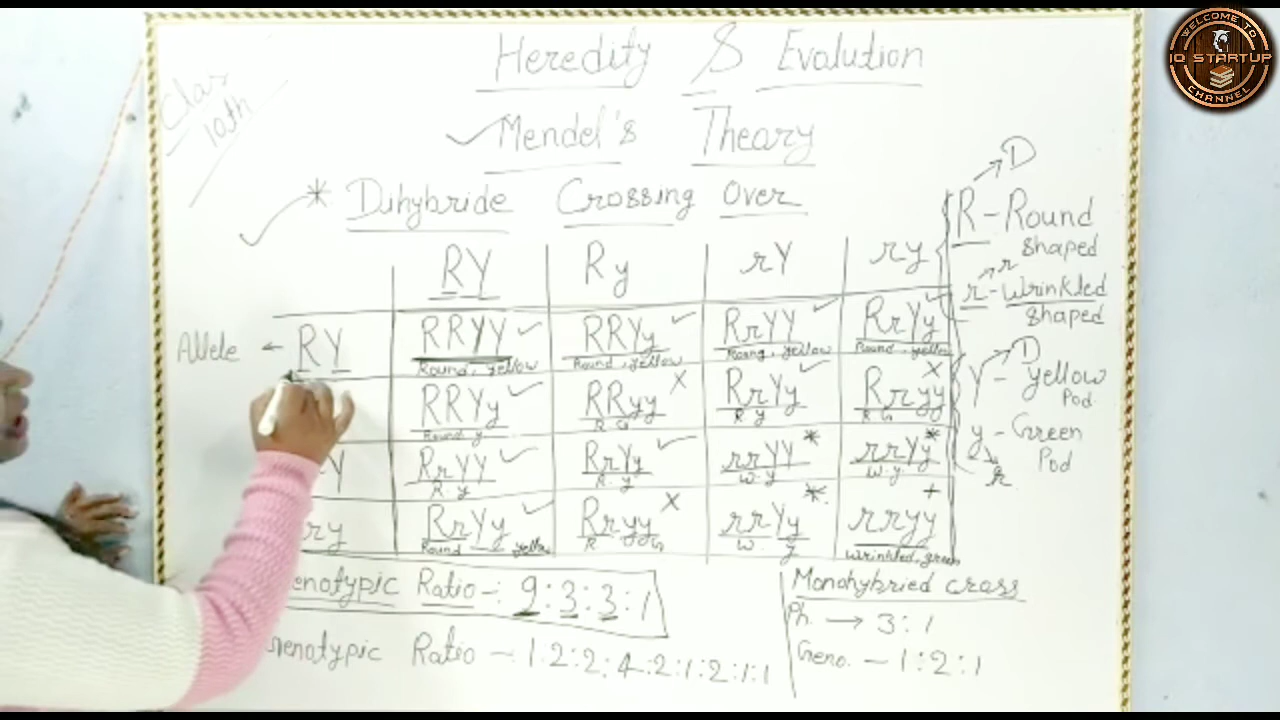 WELCOME TO
IQ STARTUP
CHANNEL
Class
10th
Heredity & Evalution
Mendel's Theory
* Dihybride Crossing Over
D
R - Round
Shaped
r
r - Wrinkled
Shaped
D
Y - yellow
Pod
y - Green
Pod
r
RY Ry rY ry
Allele ← RY RRYY RRYy RrYY RrYy
Round, yellow Round, yellow Round, yellow Round, yellow
RRYy RRyy × RrYy Rryy ×
Round y R G R y R G
Y RrYY RrYy rrYY * rrYy *
R y R y W y W y
ry RrYy Rryy × rrYy * rryy +
Round yellow R G W y Wrinkled, green
enotypic Ratio -: 9:3:3:1
enotypic Ratio - 1:2:2:4:2:1:2:1:1
Monohybried cross
Ph. → 3:1
Geno. - 1:2:1